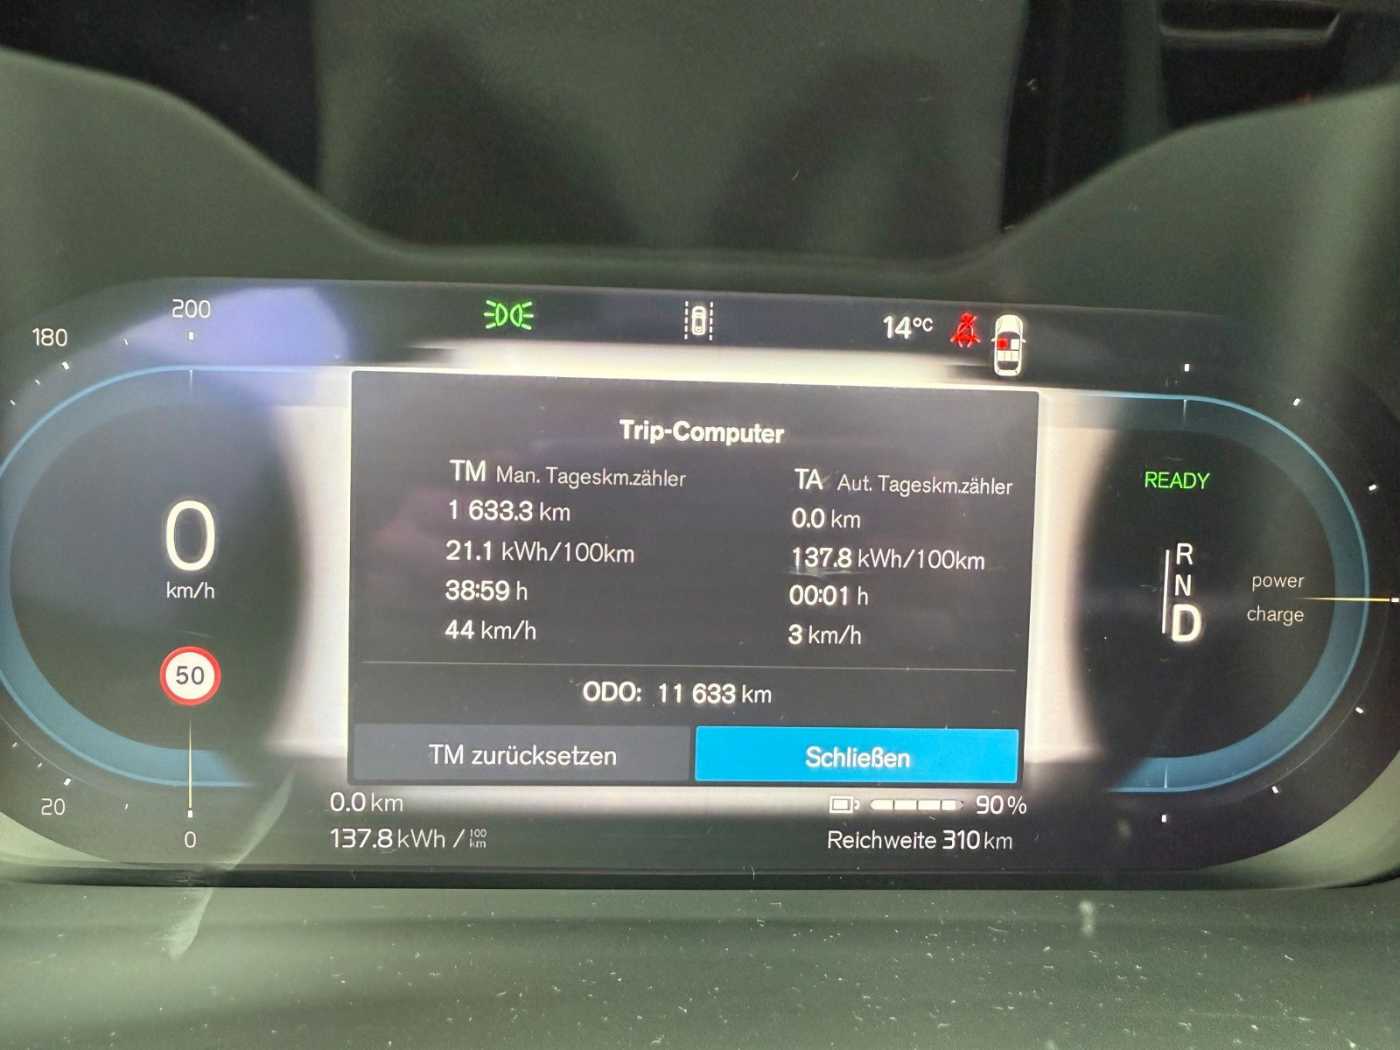 180
200
14°C
Trip-Computer
TM Man. Tageskm.zähler
1 633.3 km
21.1 kWh/100km
38:59 h
44 km/h
TA Aut. Tageskm.zähler
0.0 km
137.8 kWh/100km
00:01 h
3 km/h
ODO: 11 633 km
TM zurücksetzen
Schließen
0
km/h
50
20
0
READY
R
N
D
power
charge
0.0 km
137.8 kWh / 100 km
90%
Reichweite 310 km